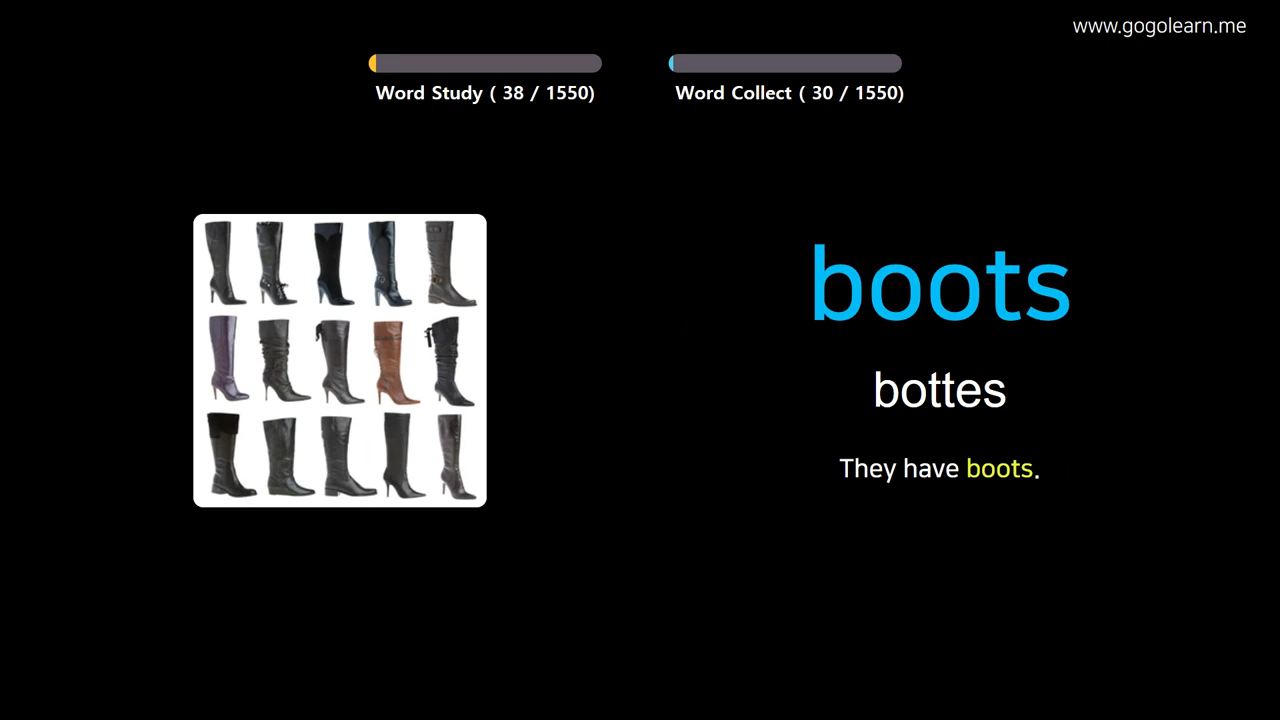 www.gogolearn.me
Word Study ( 38 / 1550)
Word Collect ( 30 / 1550)
boots
bottes
They have boots.